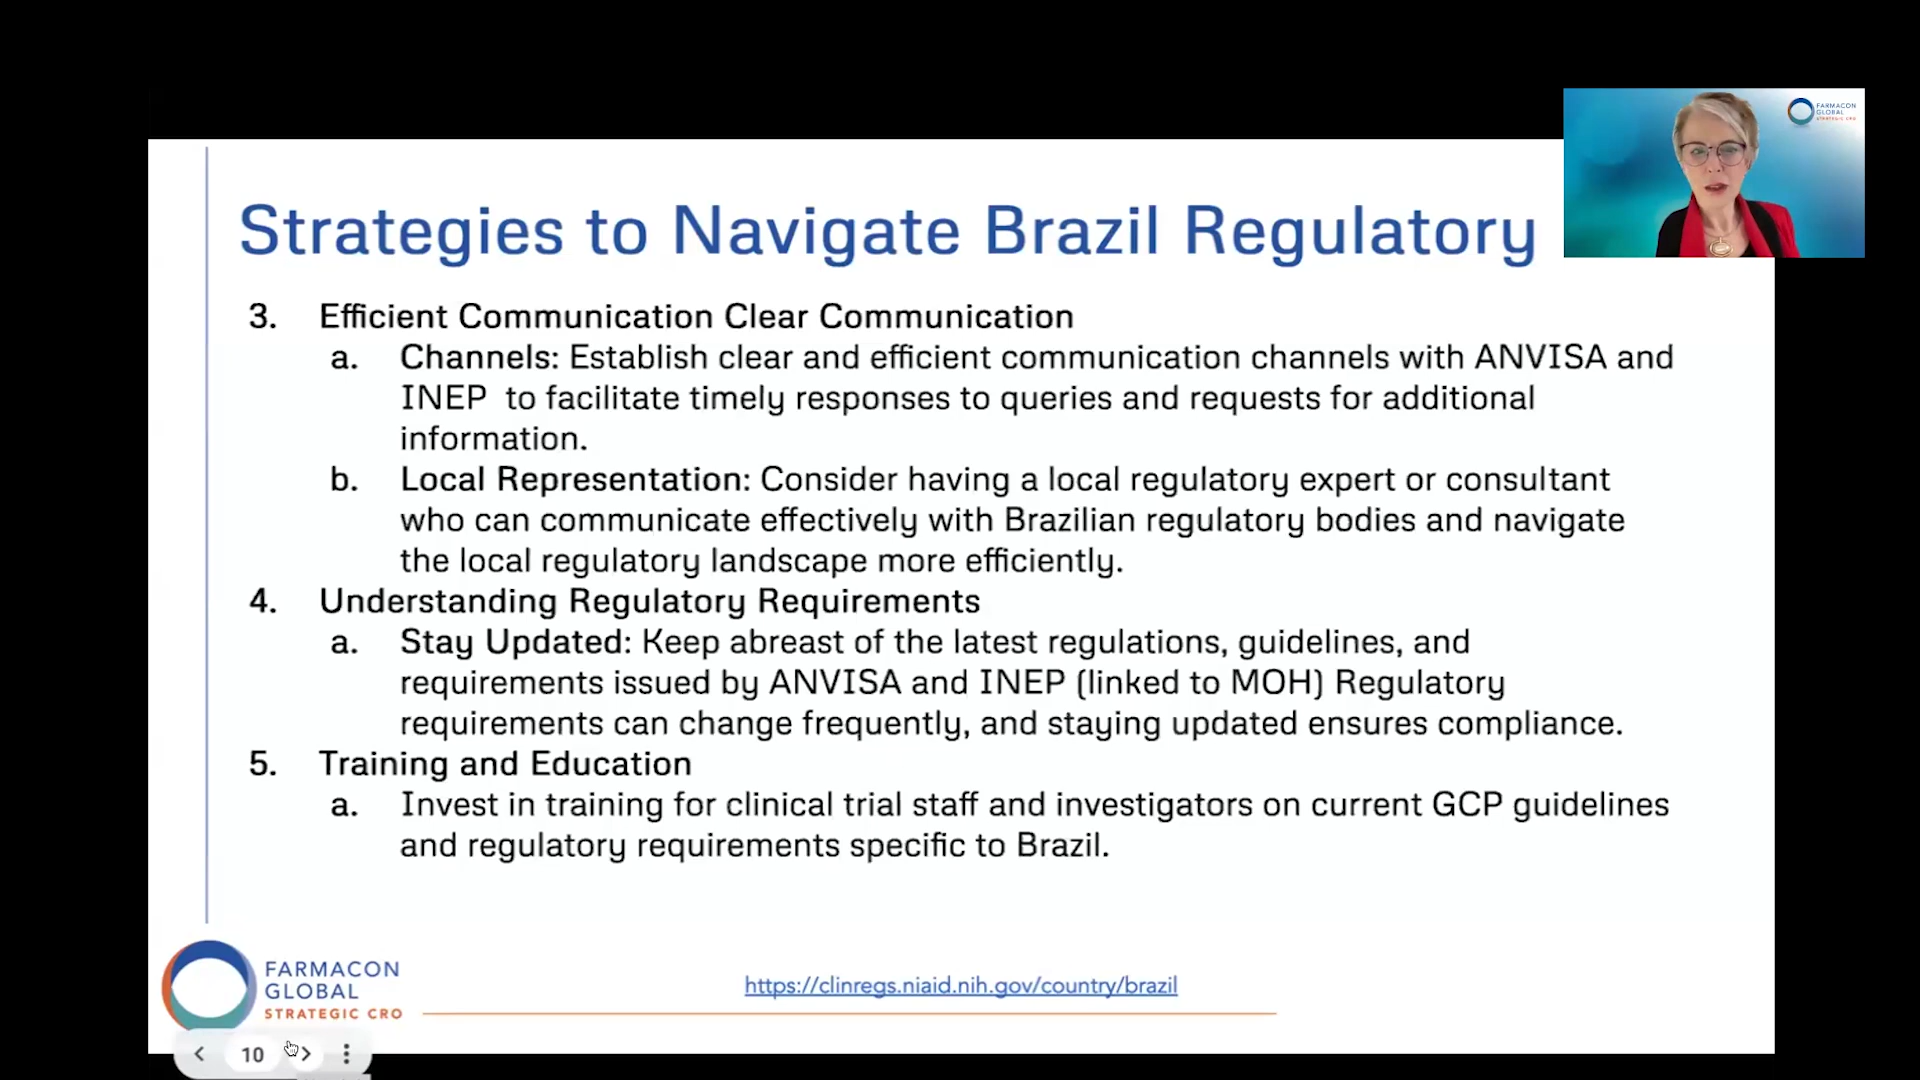 FARMACON
GLOBAL
STRATEGIC CRO
Strategies to Navigate Brazil Regulatory
3. Efficient Communication Clear Communication
a. Channels: Establish clear and efficient communication channels with ANVISA and
INEP to facilitate timely responses to queries and requests for additional
information.
b. Local Representation: Consider having a local regulatory expert or consultant
who can communicate effectively with Brazilian regulatory bodies and navigate
the local regulatory landscape more efficiently.
4. Understanding Regulatory Requirements
a. Stay Updated: Keep abreast of the latest regulations, guidelines, and
requirements issued by ANVISA and INEP (linked to MOH) Regulatory
requirements can change frequently, and staying updated ensures compliance.
5. Training and Education
a. Invest in training for clinical trial staff and investigators on current GCP guidelines
and regulatory requirements specific to Brazil.
FARMACON
GLOBAL
STRATEGIC CRO
https://clinregs.niaid.nih.gov/country/brazil
10